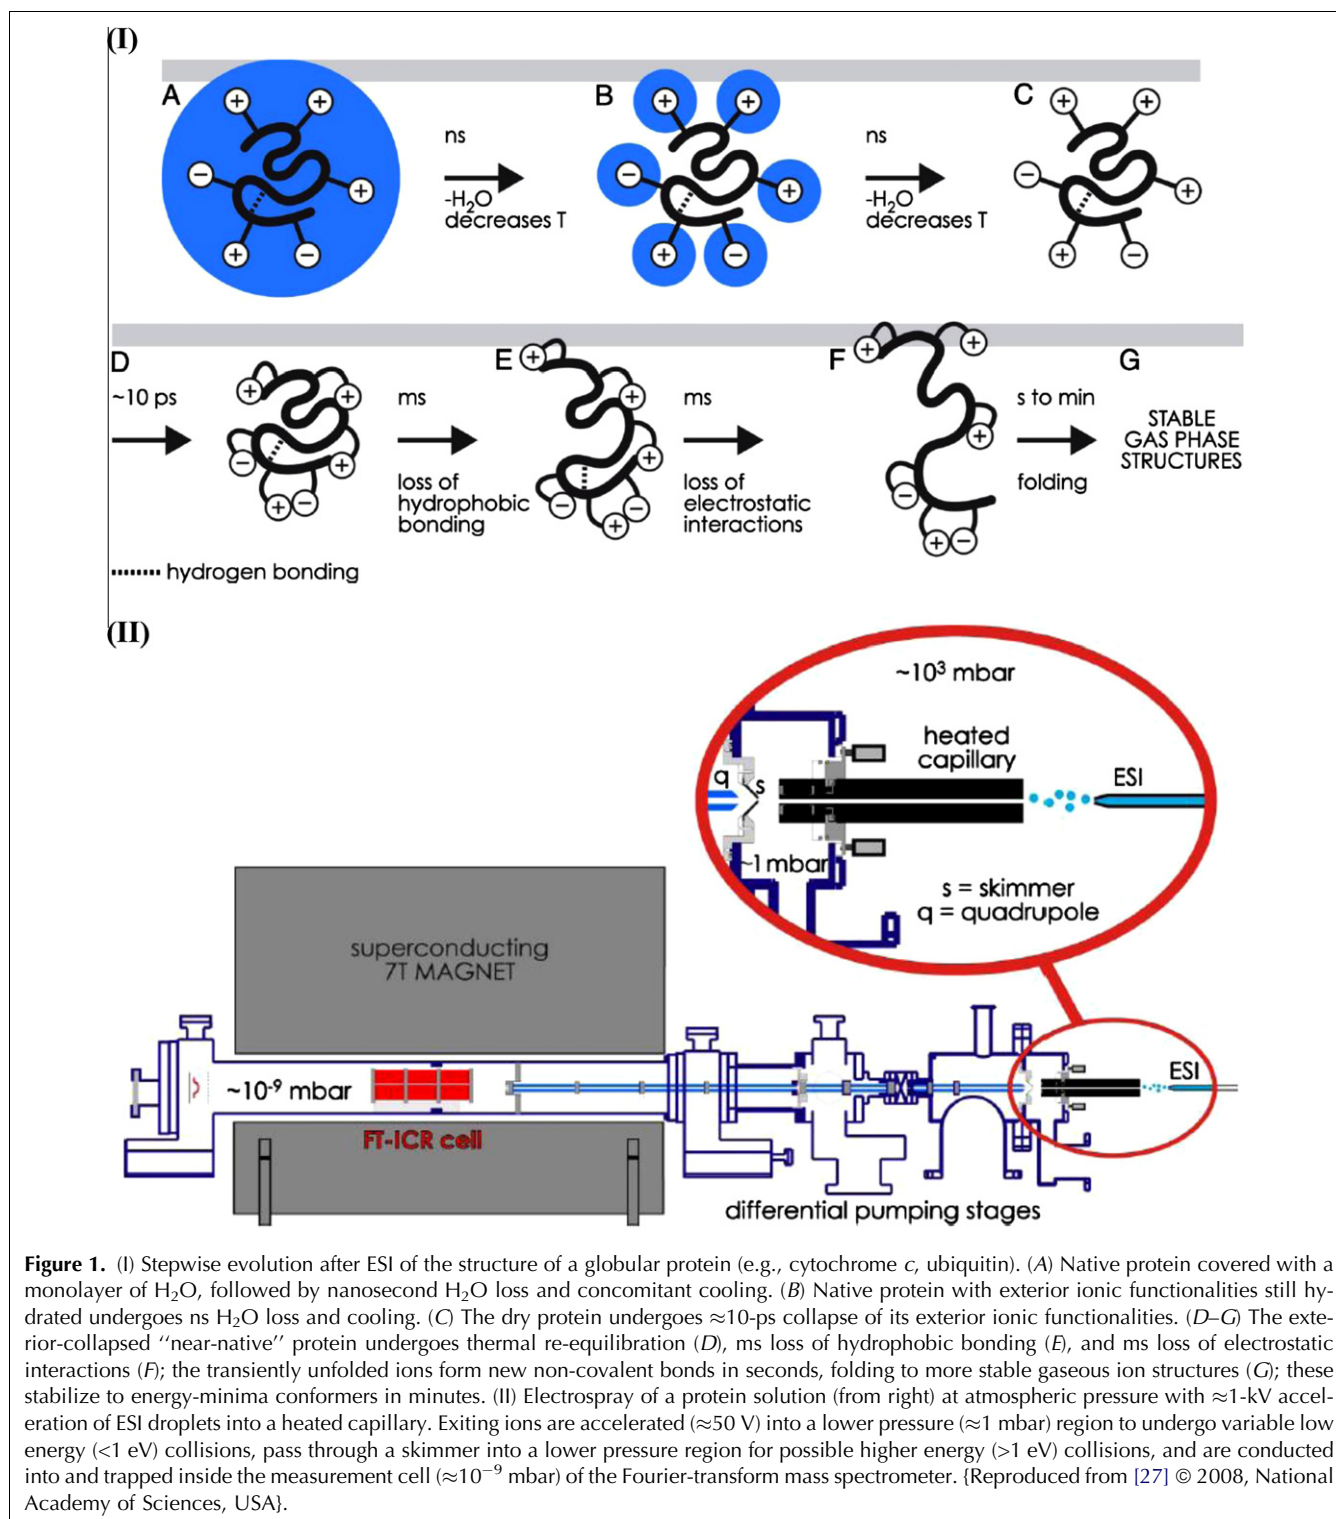 (I)
A
B
C
+
+
−
+
+
−
ns
-H₂O
decreases T
+
+
−
+
+
−
ns
-H₂O
decreases T
+
+
−
+
+
−
D
E
F
G
~10 ps
+
+
−
+
+
−
ms
loss of
hydrophobic
bonding
+
+
+
−
−
+
ms
loss of
electrostatic
interactions
+
+
+
−
+
−
s to min
folding
STABLE
GAS PHASE
STRUCTURES
hydrogen bonding
(II)
~10³ mbar
heated
capillary
ESI
q
s
~1 mbar
s = skimmer
q = quadrupole
superconducting
7T MAGNET
~10⁻⁹ mbar
FT-ICR cell
ESI
differential pumping stages
Figure 1. (I) Stepwise evolution after ESI of the structure of a globular protein (e.g., cytochrome c, ubiquitin). (A) Native protein covered with a
monolayer of H₂O, followed by nanosecond H₂O loss and concomitant cooling. (B) Native protein with exterior ionic functionalities still hy-
drated undergoes ns H₂O loss and cooling. (C) The dry protein undergoes ≈10-ps collapse of its exterior ionic functionalities. (D–G) The exte-
rior-collapsed ‘‘near-native’’ protein undergoes thermal re-equilibration (D), ms loss of hydrophobic bonding (E), and ms loss of electrostatic
interactions (F); the transiently unfolded ions form new non-covalent bonds in seconds, folding to more stable gaseous ion structures (G); these
stabilize to energy-minima conformers in minutes. (II) Electrospray of a protein solution (from right) at atmospheric pressure with ≈1-kV accel-
eration of ESI droplets into a heated capillary. Exiting ions are accelerated (≈50 V) into a lower pressure (≈1 mbar) region to undergo variable low
energy (<1 eV) collisions, pass through a skimmer into a lower pressure region for possible higher energy (>1 eV) collisions, and are conducted
into and trapped inside the measurement cell (≈10⁻⁹ mbar) of the Fourier-transform mass spectrometer. {Reproduced from [27] © 2008, National
Academy of Sciences, USA}.